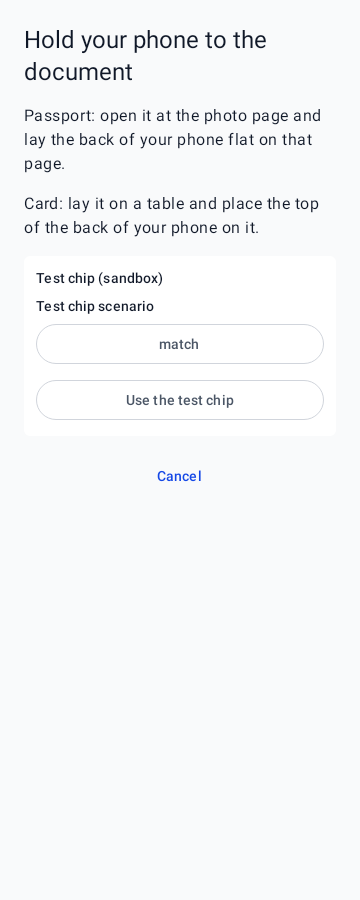 Hold your phone to the
document
Passport: open it at the photo page and
lay the back of your phone flat on that
page.
Card: lay it on a table and place the top
of the back of your phone on it.
Test chip (sandbox)
Test chip scenario
match
Use the test chip
Cancel